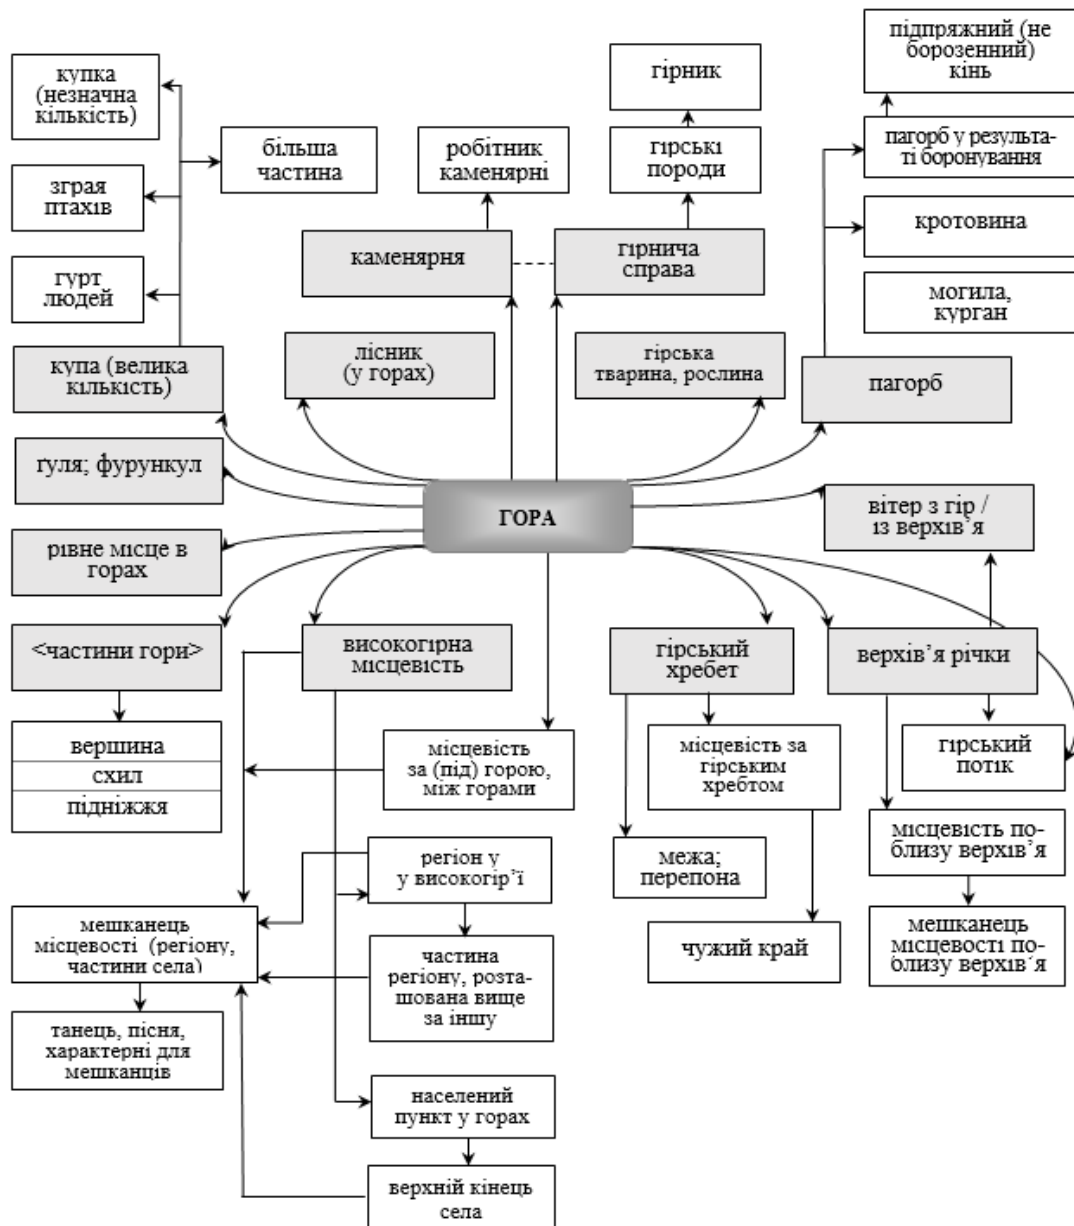 підпряжний (не
борозенний)
кінь
купка
(незначна
кількість)
гірник
більша
частина
робітник
каменярні
гірські
породи
пагорб у результа-
ті боронування
зграя
птахів
кротовина
каменярня
гірнича
справа
гурт
людей
могила,
курган
купа (велика
кількість)
лісник
(у горах)
гірська
тварина, рослина
пагорб
ґуля; фурункул
ГОРА
вітер з гір /
із верхів’я
рівне місце в
горах
<частини гори>
високогірна
місцевість
гірський
хребет
верхів’я річки
вершина
схил
підніжжя
місцевість
за (під) горою,
між горами
місцевість за
гірським
хребтом
гірський
потік
регіон у
у високогір’ї
межа;
перепона
місцевість по-
близу верхів’я
мешканець
місцевості (регіону,
частини села)
частина
регіону, розта-
шована вище
за іншу
чужий край
мешканець
місцевості по-
близу верхів’я
танець, пісня,
характерні для
мешканців
населений
пункт у горах
верхній кінець
села